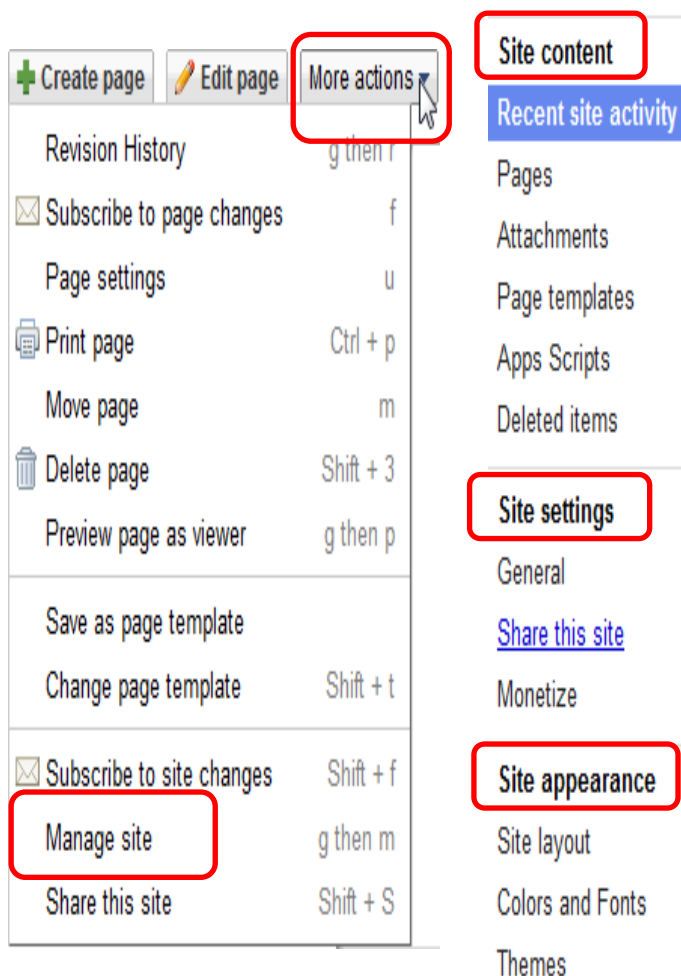 Create page Edit page More actions
Revision History g then r
Subscribe to page changes f
Page settings u
Print page Ctrl + p
Move page m
Delete page Shift + 3
Preview page as viewer g then p
Save as page template
Change page template Shift + t
Subscribe to site changes Shift + f
Manage site g then m
Share this site Shift + S
Site content
Recent site activity
Pages
Attachments
Page templates
Apps Scripts
Deleted items
Site settings
General
Share this site
Monetize
Site appearance
Site layout
Colors and Fonts
Themes